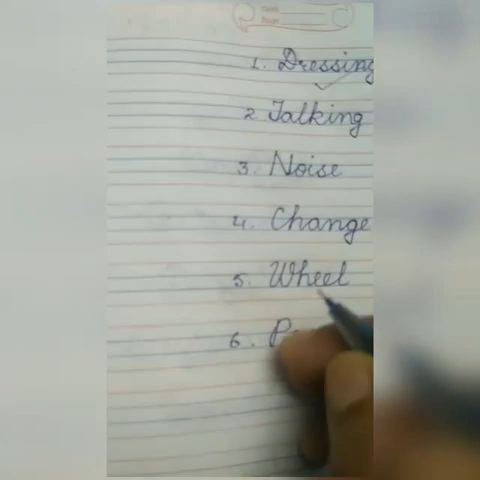 1. Dressing
2 Talking
3. Noise
4. Change
5. Wheel
6.